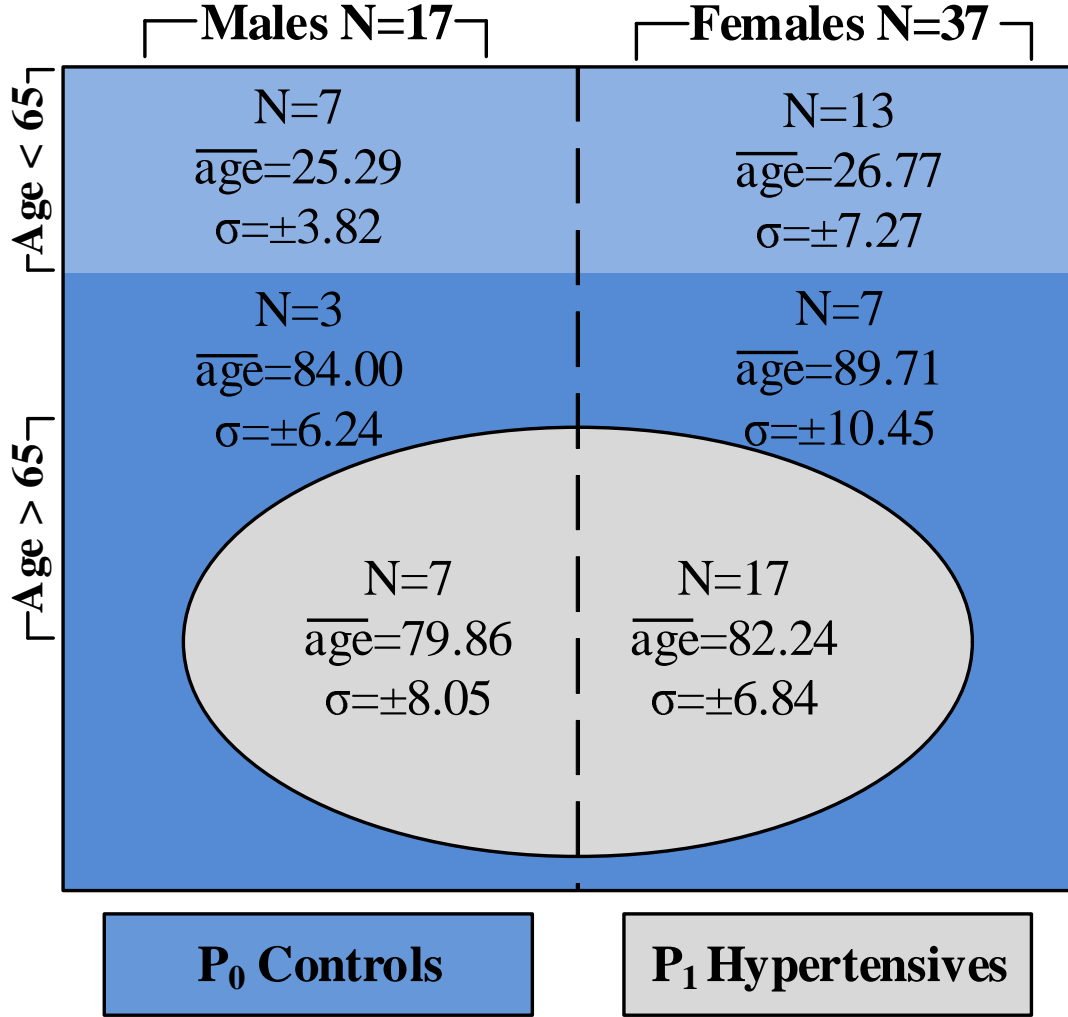 Males N=17
Females N=37
Age < 65
N=7
age=25.29
σ=±3.82
N=13
age=26.77
σ=±7.27
Age > 65
N=3
age=84.00
σ=±6.24
N=7
age=89.71
σ=±10.45
N=7
age=79.86
σ=±8.05
N=17
age=82.24
σ=±6.84
P₀ Controls
P₁ Hypertensives